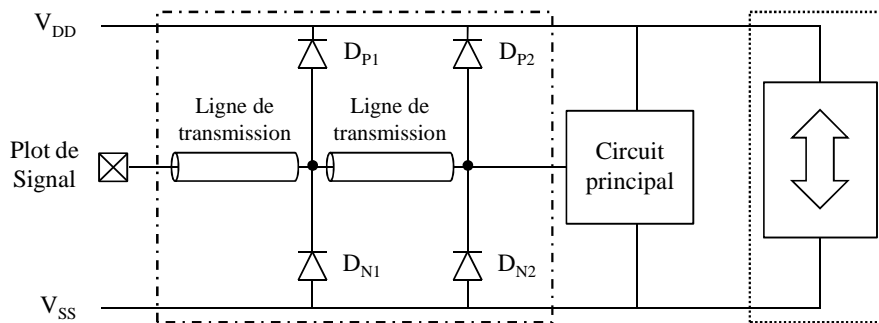 V_DD
D_P1
D_P2
Ligne de
transmission
Ligne de
transmission
Plot de
Signal
Circuit
principal
D_N1
D_N2
V_SS